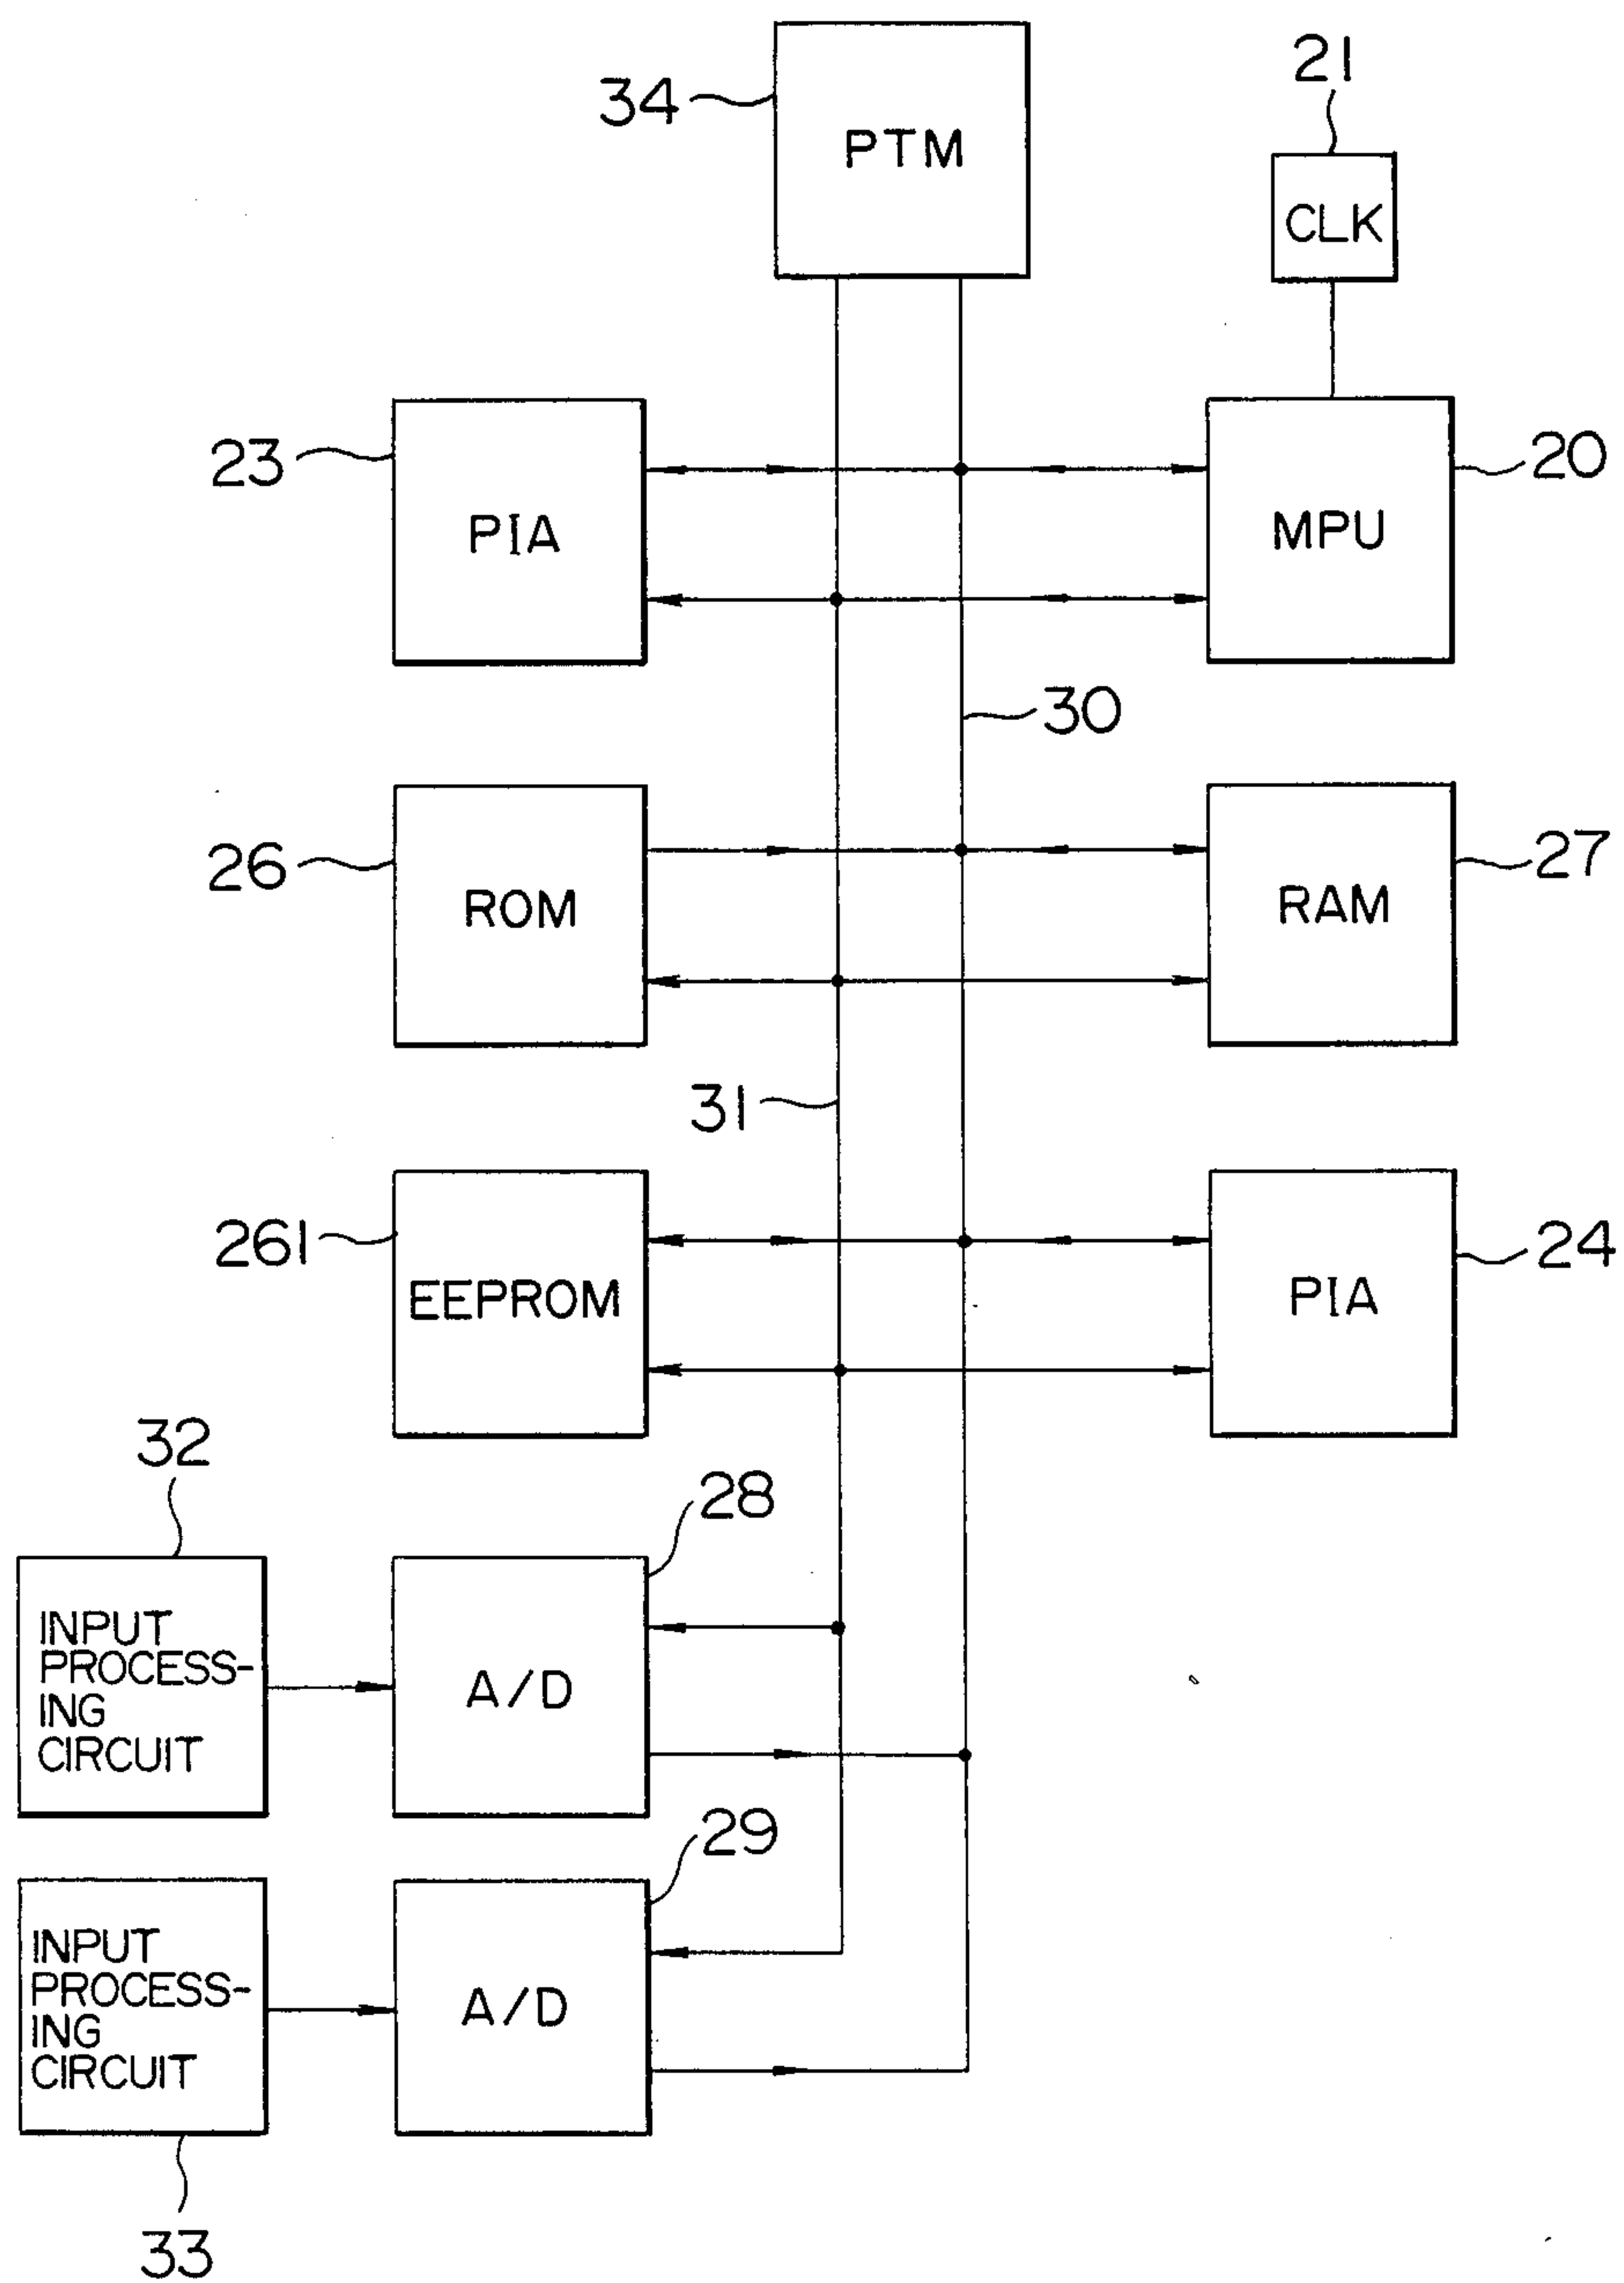 34
PTM
21
CLK
23
PIA
20
MPU
30
26
ROM
27
RAM
31
261
EEPROM
24
PIA
32
INPUT
PROCESS-
ING
CIRCUIT
28
A/D
29
INPUT
PROCESS-
ING
CIRCUIT
A/D
33